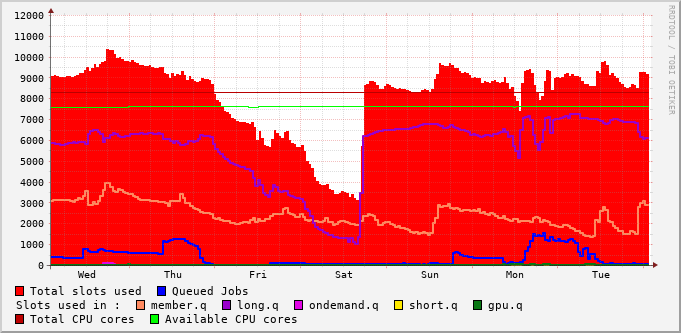 RRDTOOL / TOBI OETIKER
12000
11000
10000
9000
8000
7000
6000
5000
4000
3000
2000
1000
0
Wed Thu Fri Sat Sun Mon Tue
Total slots used Queued Jobs
Slots used in : member.q long.q ondemand.q short.q gpu.q
Total CPU cores Available CPU cores